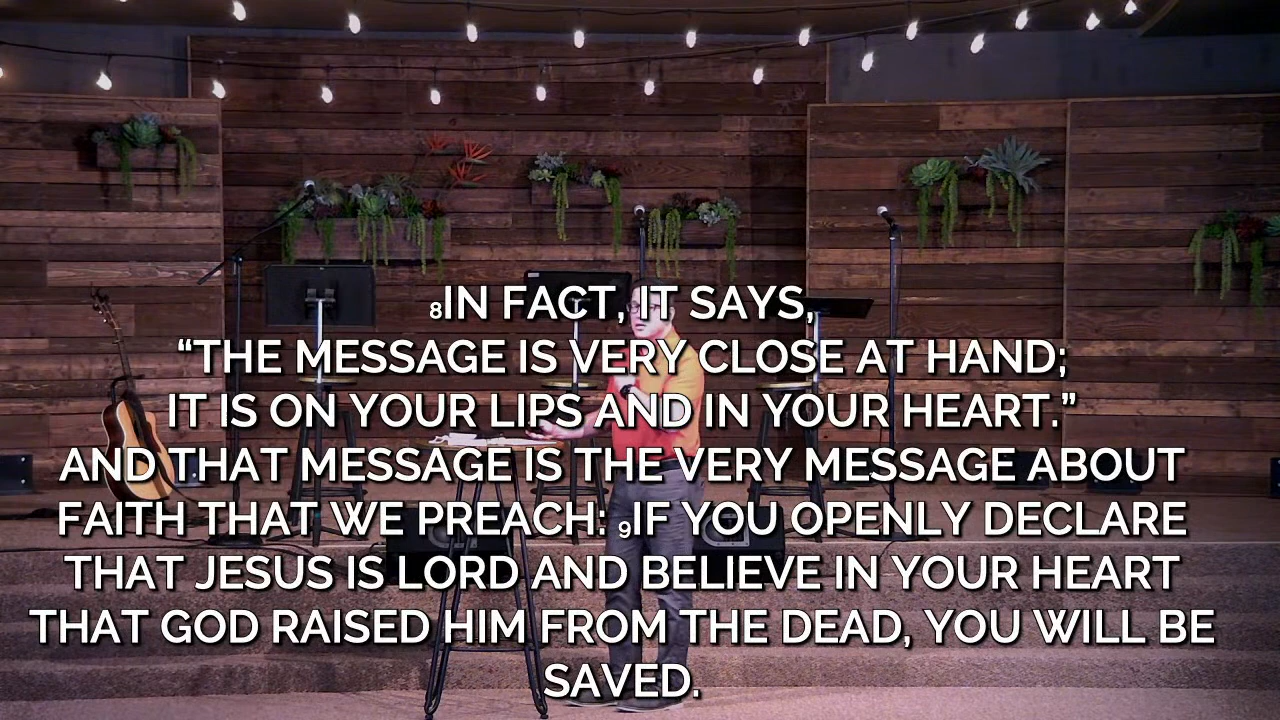 8IN FACT, IT SAYS,
“THE MESSAGE IS VERY CLOSE AT HAND;
IT IS ON YOUR LIPS AND IN YOUR HEART.”
AND THAT MESSAGE IS THE VERY MESSAGE ABOUT
FAITH THAT WE PREACH: 9IF YOU OPENLY DECLARE
THAT JESUS IS LORD AND BELIEVE IN YOUR HEART
THAT GOD RAISED HIM FROM THE DEAD, YOU WILL BE
SAVED.